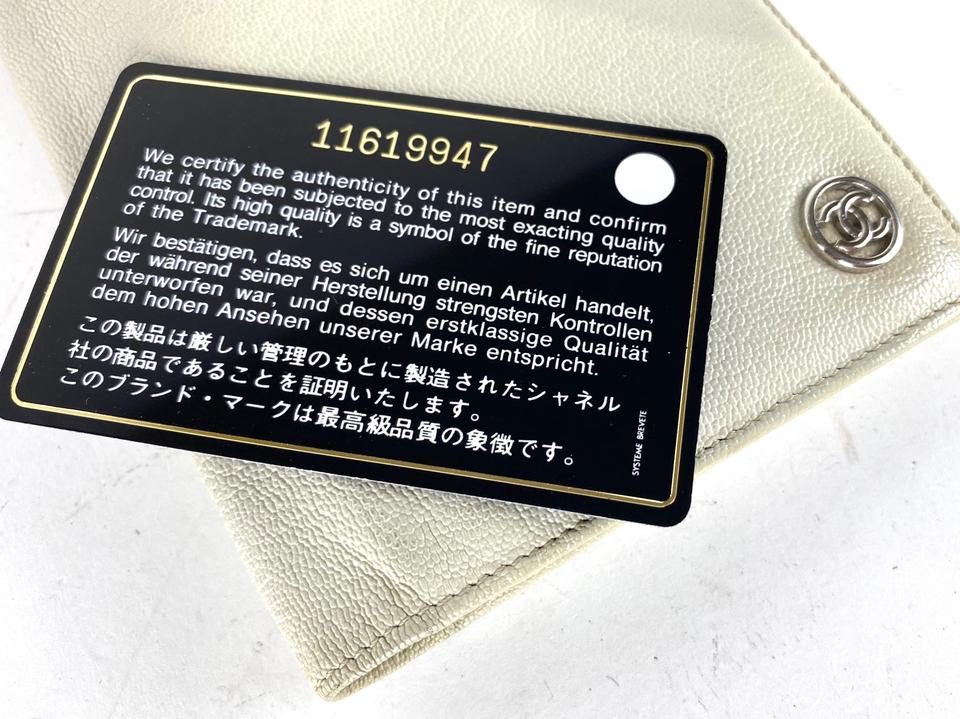 11619947
We certify the authenticity of this item and confirm
that it has been subjected to the most exacting quality
control. Its high quality is a symbol of the fine reputation
of the Trademark.
Wir bestätigen, dass es sich um einen Artikel handelt,
der während seiner Herstellung strengsten Kontrollen
unterworfen war, und dessen erstklassige Qualität
dem hohen Ansehen unserer Marke entspricht.
この製品は厳しい管理のもとに製造されたシャネル
社の商品であることを証明いたします。
このブランド・マークは最高級品質の象徴です。
SYSTEME BREVETE